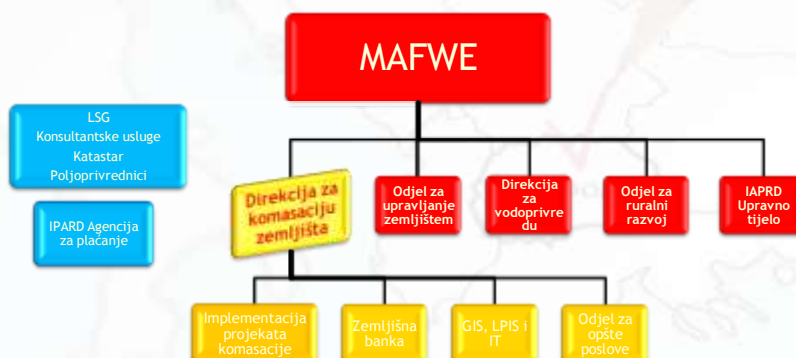 MAFWE
LSG
Konsultantske usluge
Katastar
Poljoprivrednici
IPARD Agencija
za plaćanje
Direkcija za
komasaciju
zemljišta
Odjel za
upravljanje
zemljištem
Direkcija
za
vodoprivre
du
Odjel za
ruralni
razvoj
IAPRD
Upravno
tijelo
Implementacija
projekata
komasacije
Zemljišna
banka
GIS, LPIS i
IT
Odjel za
opšte
poslove